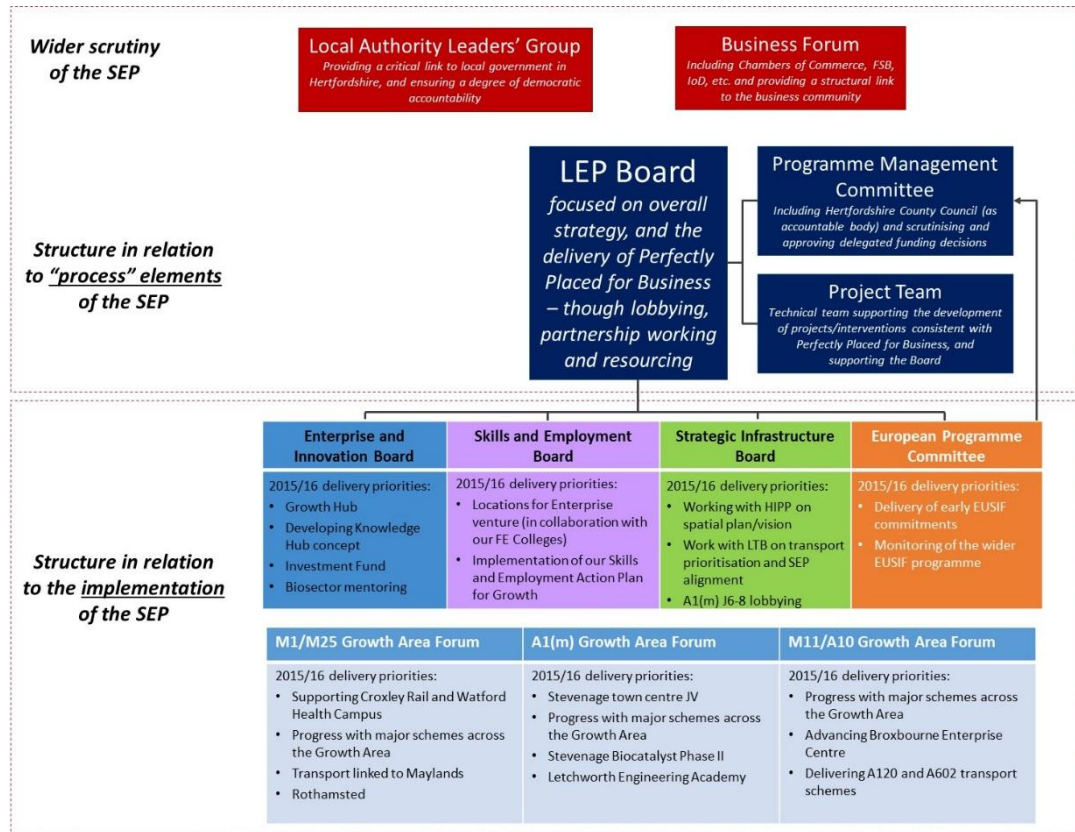 Wider scrutiny
of the SEP
Local Authority Leaders’ Group
Providing a critical link to local government in
Hertfordshire, and ensuring a degree of democratic
accountability
Business Forum
Including Chambers of Commerce, FSB,
IoD, etc. and providing a structural link
to the business community
Structure in relation
to “process” elements
of the SEP
LEP Board
focused on overall
strategy, and the
delivery of Perfectly
Placed for Business
– though lobbying,
partnership working
and resourcing
Programme Management
Committee
Including Hertfordshire County Council (as
accountable body) and scrutinising and
approving delegated funding decisions
Project Team
Technical team supporting the development
of projects/interventions consistent with
Perfectly Placed for Business, and
supporting the Board
Structure in relation
to the implementation
of the SEP
Enterprise and
Innovation Board
2015/16 delivery priorities:
• Growth Hub
• Developing Knowledge
Hub concept
• Investment Fund
• Biosector mentoring
Skills and Employment
Board
2015/16 delivery priorities:
• Locations for Enterprise
venture (in collaboration with
our FE Colleges)
• Implementation of our Skills
and Employment Action Plan
for Growth
Strategic Infrastructure
Board
2015/16 delivery priorities:
• Working with HIPP on
spatial plan/vision
• Work with LTB on transport
prioritisation and SEP
alignment
• A1(m) J6-8 lobbying
European Programme
Committee
2015/16 delivery priorities:
• Delivery of early EUSIF
commitments
• Monitoring of the wider
EUSIF programme
M1/M25 Growth Area Forum
2015/16 delivery priorities:
• Supporting Croxley Rail and Watford
Health Campus
• Progress with major schemes across
the Growth Area
• Transport linked to Maylands
• Rothamsted
A1(m) Growth Area Forum
2015/16 delivery priorities:
• Stevenage town centre JV
• Progress with major schemes across
the Growth Area
• Stevenage Biocatalyst Phase II
• Letchworth Engineering Academy
M11/A10 Growth Area Forum
2015/16 delivery priorities:
• Progress with major schemes across
the Growth Area
• Advancing Broxbourne Enterprise
Centre
• Delivering A120 and A602 transport
schemes